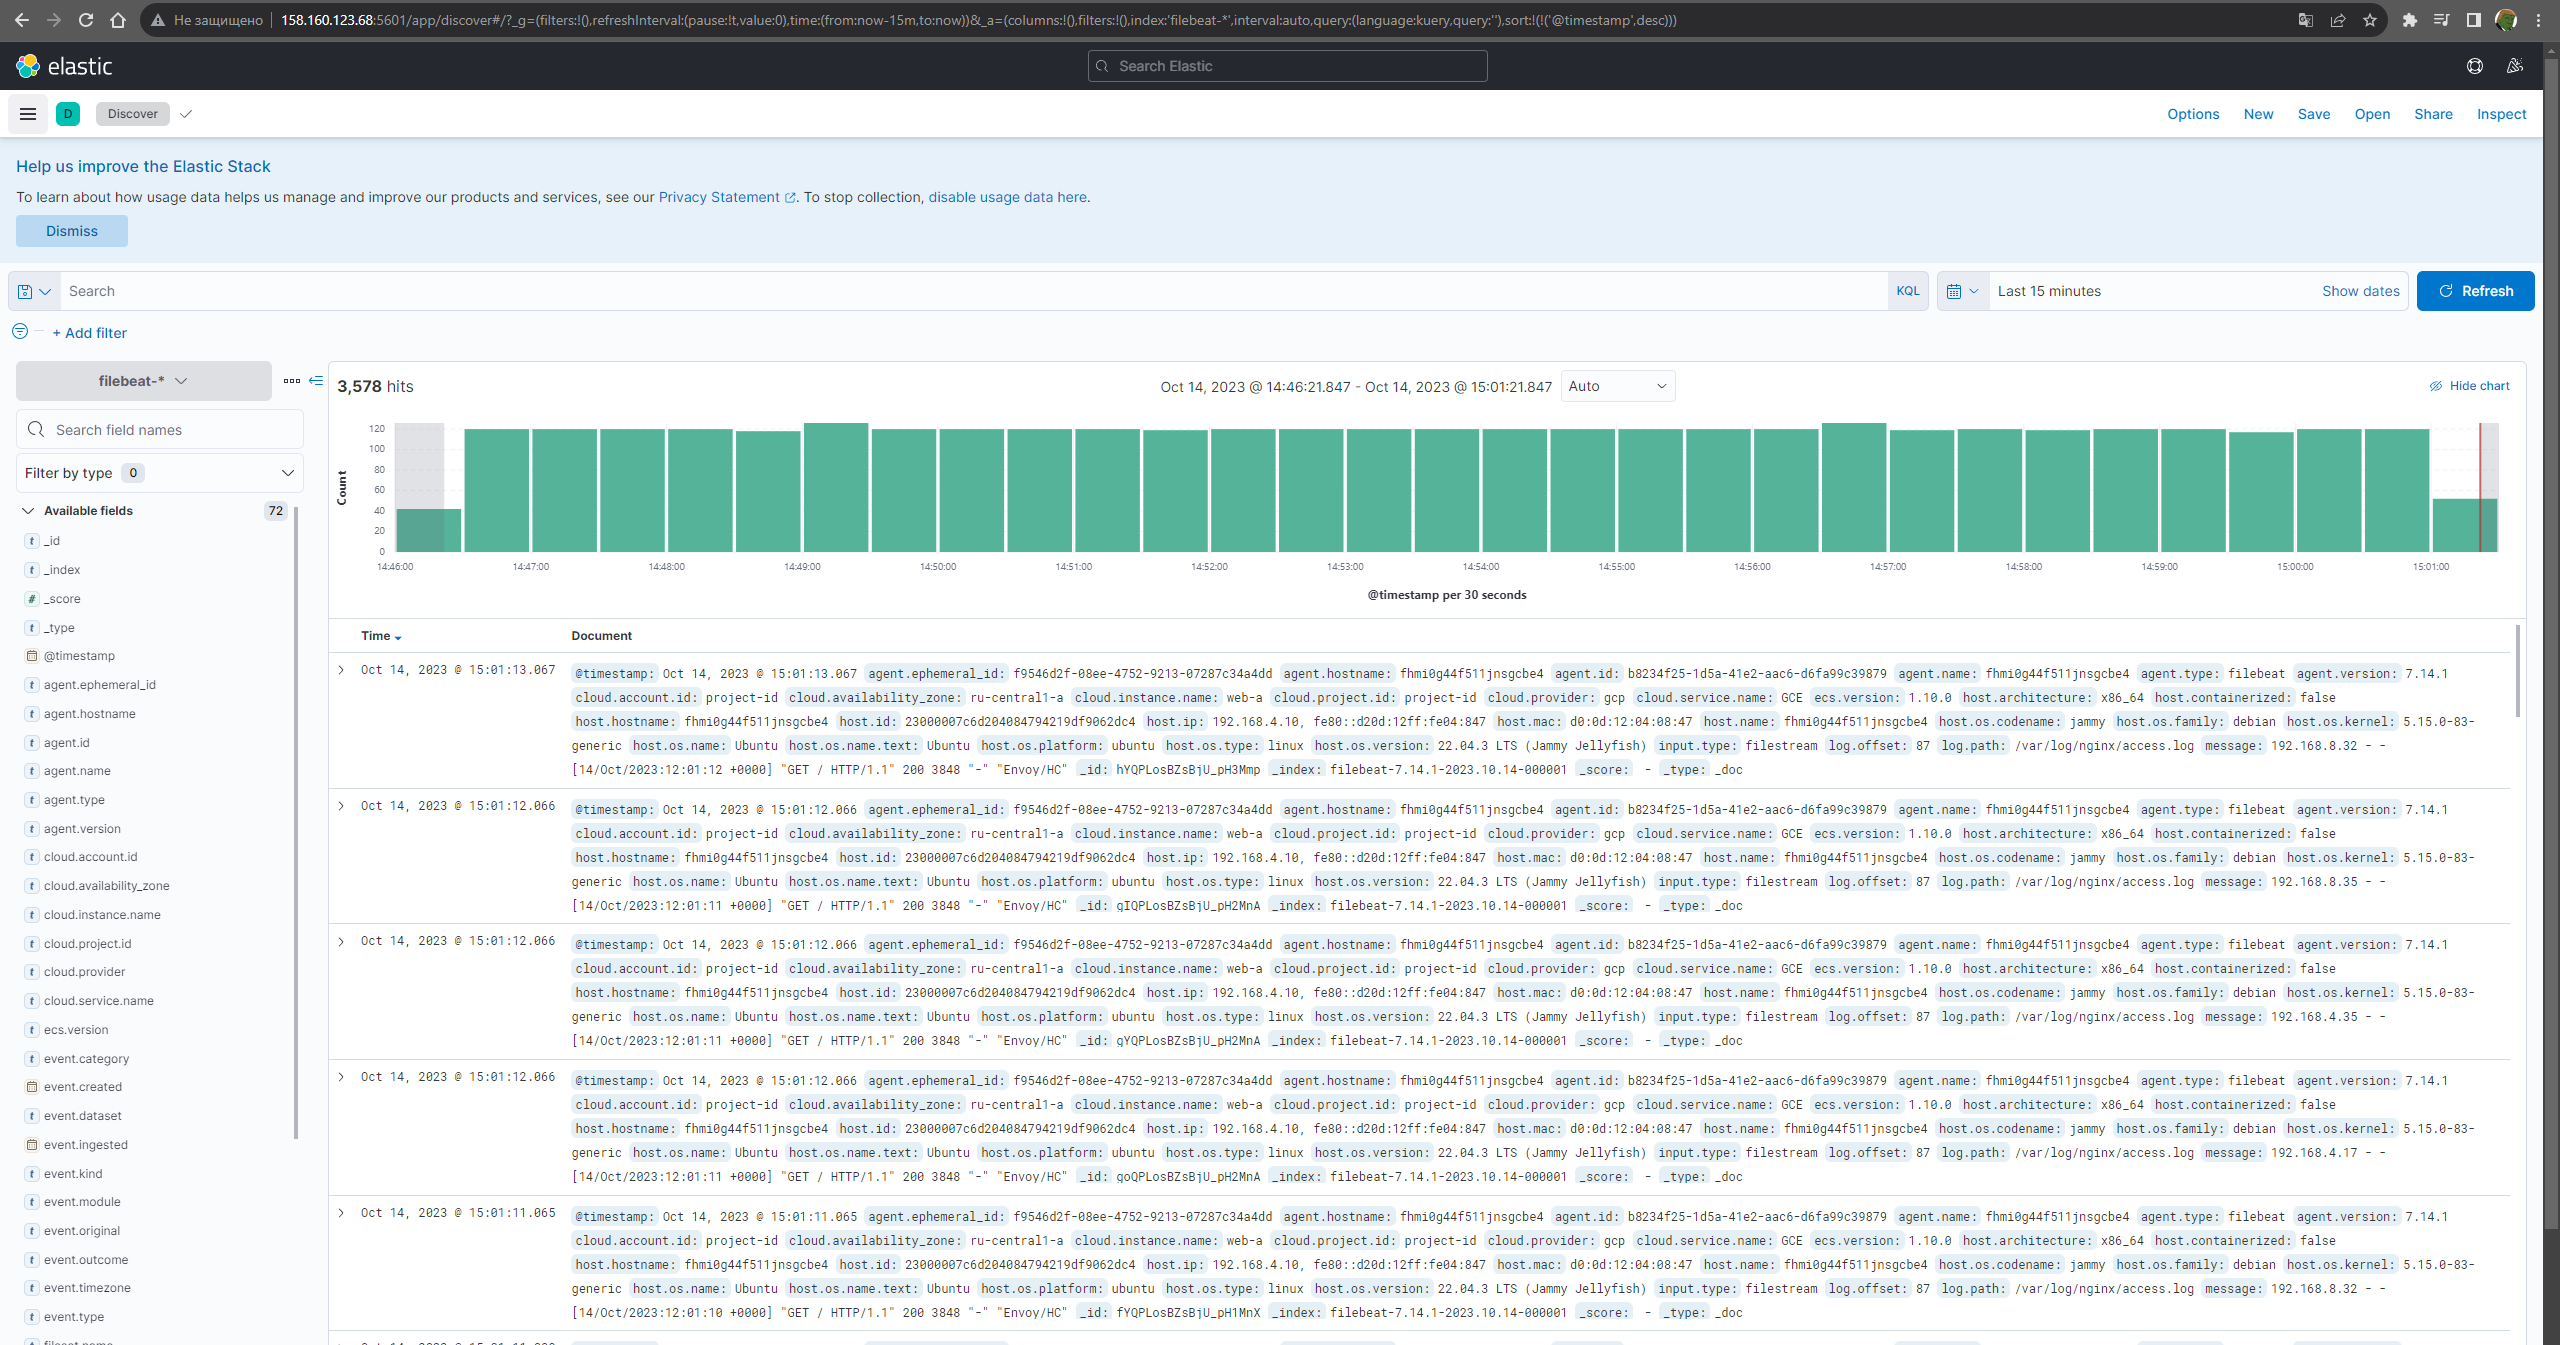 Не защищено 158.160.123.68:5601/app/discover#/?_g=(filters:!(),refreshInterval:(pause:!t,value:0),time:(from:now-15m,to:now))&_a=(columns:!(),filters:!(),index:'filebeat-*',interval:auto,query:(language:kuery,query:''),sort:!(!('@timestamp',desc)))
elastic
Search Elastic
D Discover
Options New Save Open Share Inspect
Help us improve the Elastic Stack
To learn about how usage data helps us manage and improve our products and services, see our Privacy Statement. To stop collection, disable usage data here.
Dismiss
Search KQL Last 15 minutes Show dates Refresh
+ Add filter
filebeat-*
Search field names
Filter by type 0
Available fields 72
t _id
t _index
# _score
t _type
@timestamp
t agent.ephemeral_id
t agent.hostname
t agent.id
t agent.name
t agent.type
t agent.version
t cloud.account.id
t cloud.availability_zone
t cloud.instance.name
t cloud.project.id
t cloud.provider
t cloud.service.name
t ecs.version
t event.category
event.created
t event.dataset
event.ingested
t event.kind
t event.module
t event.original
t event.outcome
t event.timezone
t event.type
3,578 hits
Oct 14, 2023 @ 14:46:21.847 - Oct 14, 2023 @ 15:01:21.847 Auto
Hide chart
Count
120
100
80
60
40
20
0
14:46:00 14:47:00 14:48:00 14:49:00 14:50:00 14:51:00 14:52:00 14:53:00 14:54:00 14:55:00 14:56:00 14:57:00 14:58:00 14:59:00 15:00:00 15:01:00
@timestamp per 30 seconds
Time Document
Oct 14, 2023 @ 15:01:13.067 @timestamp: Oct 14, 2023 @ 15:01:13.067 agent.ephemeral_id: f9546d2f-08ee-4752-9213-07287c34a4dd agent.hostname: fhmi0g44f511jnsgcbe4 agent.id: b8234f25-1d5a-41e2-aac6-d6fa99c39879 agent.name: fhmi0g44f511jnsgcbe4 agent.type: filebeat agent.version: 7.14.1
cloud.account.id: project-id cloud.availability_zone: ru-central1-a cloud.instance.name: web-a cloud.project.id: project-id cloud.provider: gcp cloud.service.name: GCE ecs.version: 1.10.0 host.architecture: x86_64 host.containerized: false
host.hostname: fhmi0g44f511jnsgcbe4 host.id: 23000007c6d204084794219df9062dc4 host.ip: 192.168.4.10, fe80::d20d:12ff:fe04:847 host.mac: d0:0d:12:04:08:47 host.name: fhmi0g44f511jnsgcbe4 host.os.codename: jammy host.os.family: debian host.os.kernel: 5.15.0-83-
generic host.os.name: Ubuntu host.os.name.text: Ubuntu host.os.platform: ubuntu host.os.type: linux host.os.version: 22.04.3 LTS (Jammy Jellyfish) input.type: filestream log.offset: 87 log.path: /var/log/nginx/access.log message: 192.168.8.32 - -
[14/Oct/2023:12:01:12 +0000] "GET / HTTP/1.1" 200 3848 "-" "Envoy/HC" _id: hYQPLosBZsBjU_pH3Mmp _index: filebeat-7.14.1-2023.10.14-000001 _score: - _type: _doc
Oct 14, 2023 @ 15:01:12.066 @timestamp: Oct 14, 2023 @ 15:01:12.066 agent.ephemeral_id: f9546d2f-08ee-4752-9213-07287c34a4dd agent.hostname: fhmi0g44f511jnsgcbe4 agent.id: b8234f25-1d5a-41e2-aac6-d6fa99c39879 agent.name: fhmi0g44f511jnsgcbe4 agent.type: filebeat agent.version: 7.14.1
cloud.account.id: project-id cloud.availability_zone: ru-central1-a cloud.instance.name: web-a cloud.project.id: project-id cloud.provider: gcp cloud.service.name: GCE ecs.version: 1.10.0 host.architecture: x86_64 host.containerized: false
host.hostname: fhmi0g44f511jnsgcbe4 host.id: 23000007c6d204084794219df9062dc4 host.ip: 192.168.4.10, fe80::d20d:12ff:fe04:847 host.mac: d0:0d:12:04:08:47 host.name: fhmi0g44f511jnsgcbe4 host.os.codename: jammy host.os.family: debian host.os.kernel: 5.15.0-83-
generic host.os.name: Ubuntu host.os.name.text: Ubuntu host.os.platform: ubuntu host.os.type: linux host.os.version: 22.04.3 LTS (Jammy Jellyfish) input.type: filestream log.offset: 87 log.path: /var/log/nginx/access.log message: 192.168.8.35 - -
[14/Oct/2023:12:01:11 +0000] "GET / HTTP/1.1" 200 3848 "-" "Envoy/HC" _id: gIQPLosBZsBjU_pH2MnA _index: filebeat-7.14.1-2023.10.14-000001 _score: - _type: _doc
Oct 14, 2023 @ 15:01:12.066 @timestamp: Oct 14, 2023 @ 15:01:12.066 agent.ephemeral_id: f9546d2f-08ee-4752-9213-07287c34a4dd agent.hostname: fhmi0g44f511jnsgcbe4 agent.id: b8234f25-1d5a-41e2-aac6-d6fa99c39879 agent.name: fhmi0g44f511jnsgcbe4 agent.type: filebeat agent.version: 7.14.1
cloud.account.id: project-id cloud.availability_zone: ru-central1-a cloud.instance.name: web-a cloud.project.id: project-id cloud.provider: gcp cloud.service.name: GCE ecs.version: 1.10.0 host.architecture: x86_64 host.containerized: false
host.hostname: fhmi0g44f511jnsgcbe4 host.id: 23000007c6d204084794219df9062dc4 host.ip: 192.168.4.10, fe80::d20d:12ff:fe04:847 host.mac: d0:0d:12:04:08:47 host.name: fhmi0g44f511jnsgcbe4 host.os.codename: jammy host.os.family: debian host.os.kernel: 5.15.0-83-
generic host.os.name: Ubuntu host.os.name.text: Ubuntu host.os.platform: ubuntu host.os.type: linux host.os.version: 22.04.3 LTS (Jammy Jellyfish) input.type: filestream log.offset: 87 log.path: /var/log/nginx/access.log message: 192.168.4.35 - -
[14/Oct/2023:12:01:11 +0000] "GET / HTTP/1.1" 200 3848 "-" "Envoy/HC" _id: gYQPLosBZsBjU_pH2MnA _index: filebeat-7.14.1-2023.10.14-000001 _score: - _type: _doc
Oct 14, 2023 @ 15:01:12.066 @timestamp: Oct 14, 2023 @ 15:01:12.066 agent.ephemeral_id: f9546d2f-08ee-4752-9213-07287c34a4dd agent.hostname: fhmi0g44f511jnsgcbe4 agent.id: b8234f25-1d5a-41e2-aac6-d6fa99c39879 agent.name: fhmi0g44f511jnsgcbe4 agent.type: filebeat agent.version: 7.14.1
cloud.account.id: project-id cloud.availability_zone: ru-central1-a cloud.instance.name: web-a cloud.project.id: project-id cloud.provider: gcp cloud.service.name: GCE ecs.version: 1.10.0 host.architecture: x86_64 host.containerized: false
host.hostname: fhmi0g44f511jnsgcbe4 host.id: 23000007c6d204084794219df9062dc4 host.ip: 192.168.4.10, fe80::d20d:12ff:fe04:847 host.mac: d0:0d:12:04:08:47 host.name: fhmi0g44f511jnsgcbe4 host.os.codename: jammy host.os.family: debian host.os.kernel: 5.15.0-83-
generic host.os.name: Ubuntu host.os.name.text: Ubuntu host.os.platform: ubuntu host.os.type: linux host.os.version: 22.04.3 LTS (Jammy Jellyfish) input.type: filestream log.offset: 87 log.path: /var/log/nginx/access.log message: 192.168.4.17 - -
[14/Oct/2023:12:01:11 +0000] "GET / HTTP/1.1" 200 3848 "-" "Envoy/HC" _id: goQPLosBZsBjU_pH2MnA _index: filebeat-7.14.1-2023.10.14-000001 _score: - _type: _doc
Oct 14, 2023 @ 15:01:11.065 @timestamp: Oct 14, 2023 @ 15:01:11.065 agent.ephemeral_id: f9546d2f-08ee-4752-9213-07287c34a4dd agent.hostname: fhmi0g44f511jnsgcbe4 agent.id: b8234f25-1d5a-41e2-aac6-d6fa99c39879 agent.name: fhmi0g44f511jnsgcbe4 agent.type: filebeat agent.version: 7.14.1
cloud.account.id: project-id cloud.availability_zone: ru-central1-a cloud.instance.name: web-a cloud.project.id: project-id cloud.provider: gcp cloud.service.name: GCE ecs.version: 1.10.0 host.architecture: x86_64 host.containerized: false
host.hostname: fhmi0g44f511jnsgcbe4 host.id: 23000007c6d204084794219df9062dc4 host.ip: 192.168.4.10, fe80::d20d:12ff:fe04:847 host.mac: d0:0d:12:04:08:47 host.name: fhmi0g44f511jnsgcbe4 host.os.codename: jammy host.os.family: debian host.os.kernel: 5.15.0-83-
generic host.os.name: Ubuntu host.os.name.text: Ubuntu host.os.platform: ubuntu host.os.type: linux host.os.version: 22.04.3 LTS (Jammy Jellyfish) input.type: filestream log.offset: 87 log.path: /var/log/nginx/access.log message: 192.168.8.32 - -
[14/Oct/2023:12:01:10 +0000] "GET / HTTP/1.1" 200 3848 "-" "Envoy/HC" _id: fYQPLosBZsBjU_pH1MnX _index: filebeat-7.14.1-2023.10.14-000001 _score: - _type: _doc